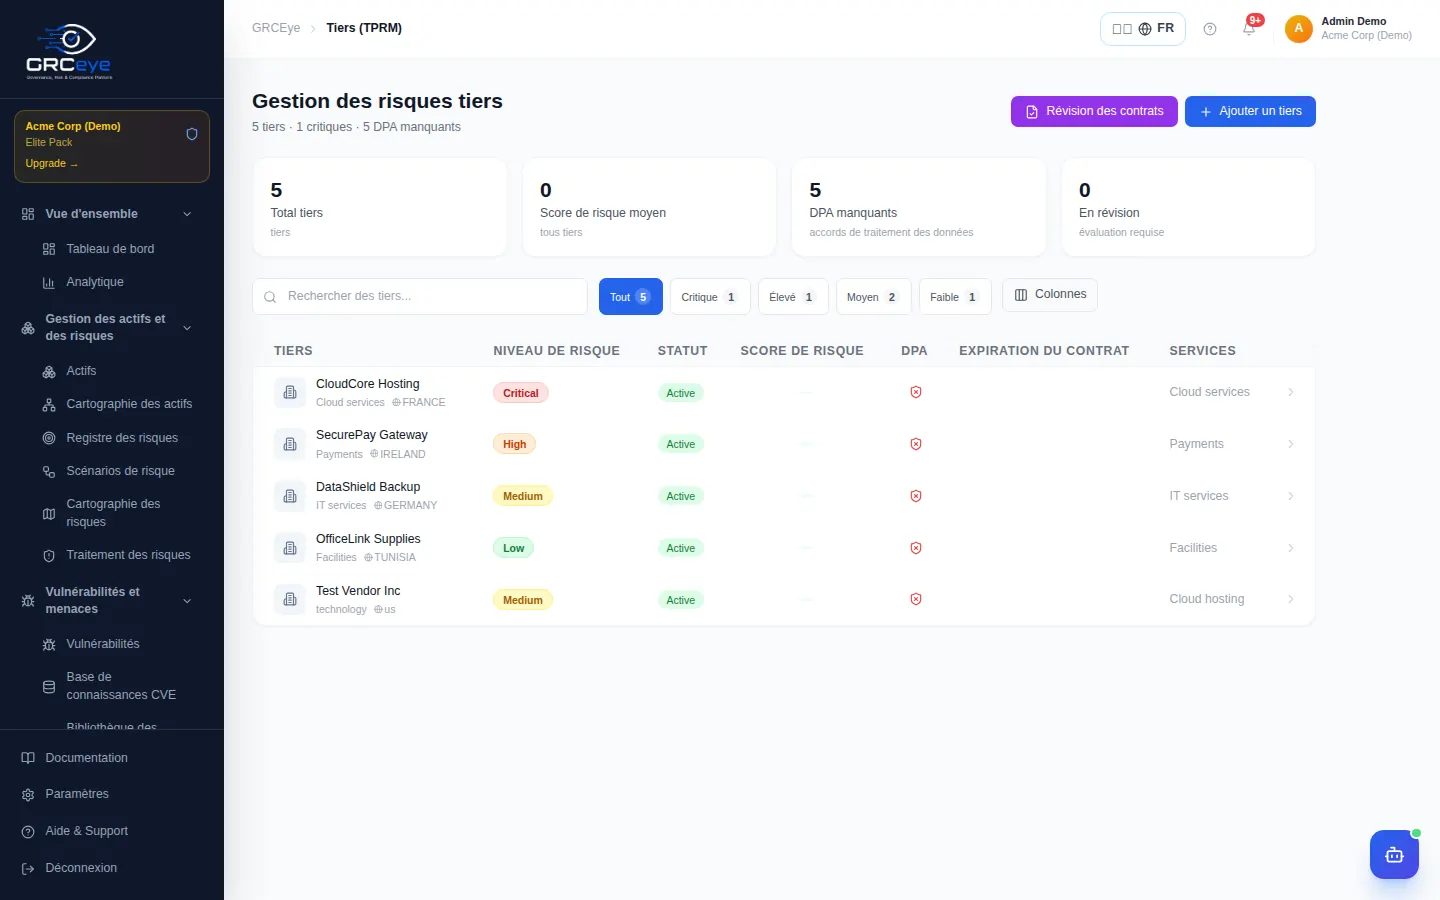 GRCeye
Governance, Risk & Compliance Platform
Acme Corp (Demo)
Elite Pack
Upgrade →
Vue d'ensemble
Tableau de bord
Analytique
Gestion des actifs et
des risques
Actifs
Cartographie des actifs
Registre des risques
Scénarios de risque
Cartographie des
risques
Traitement des risques
Vulnérabilités et
menaces
Vulnérabilités
Base de
connaissances CVE
Bibliothèque des
Documentation
Paramètres
Aide & Support
Déconnexion
GRCEye > Tiers (TPRM)
FR
9+
A
Admin Demo
Acme Corp (Demo)
Gestion des risques tiers
5 tiers · 1 critiques · 5 DPA manquants
Révision des contrats
Ajouter un tiers
5
Total tiers
tiers
0
Score de risque moyen
tous tiers
5
DPA manquants
accords de traitement des données
0
En révision
évaluation requise
Rechercher des tiers...
Tout 5
Critique 1
Élevé 1
Moyen 2
Faible 1
Colonnes
TIERS NIVEAU DE RISQUE STATUT SCORE DE RISQUE DPA EXPIRATION DU CONTRAT SERVICES
CloudCore Hosting
Cloud services FRANCE
Critical Active — Cloud services
SecurePay Gateway
Payments IRELAND
High Active — Payments
DataShield Backup
IT services GERMANY
Medium Active — IT services
OfficeLink Supplies
Facilities TUNISIA
Low Active — Facilities
Test Vendor Inc
technology us
Medium Active — Cloud hosting